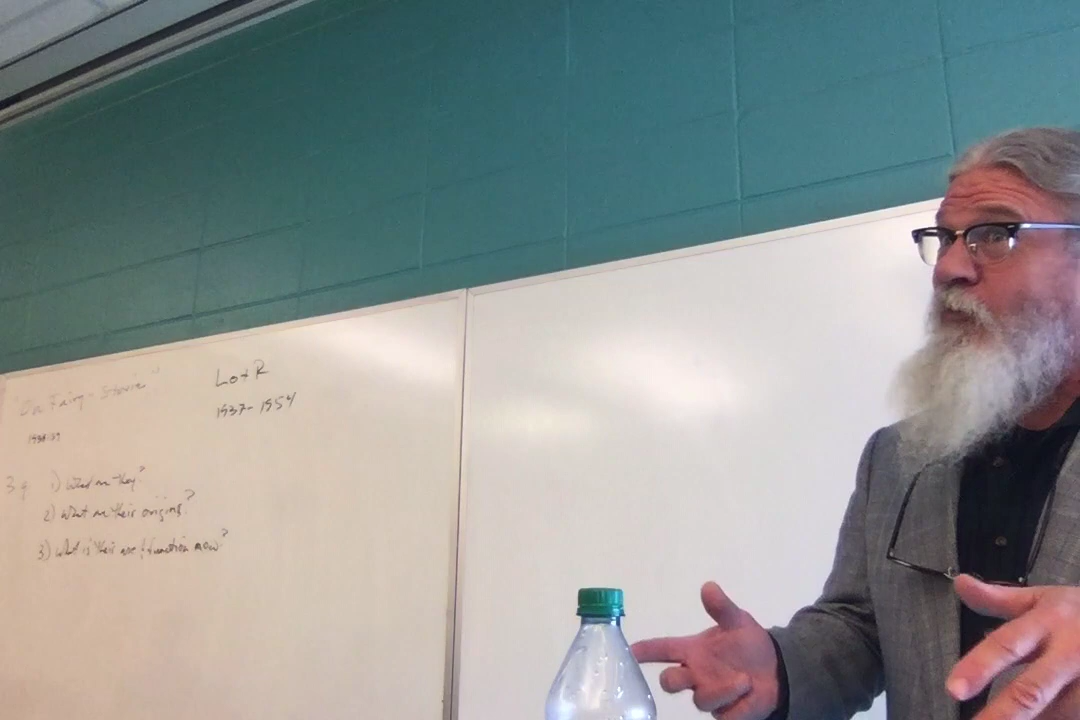 "On Fairy-Stories"
LotR
1938-39
1937-1954
3 q 1) What are they?
2) What are their origins?
3) What is their use / function now?